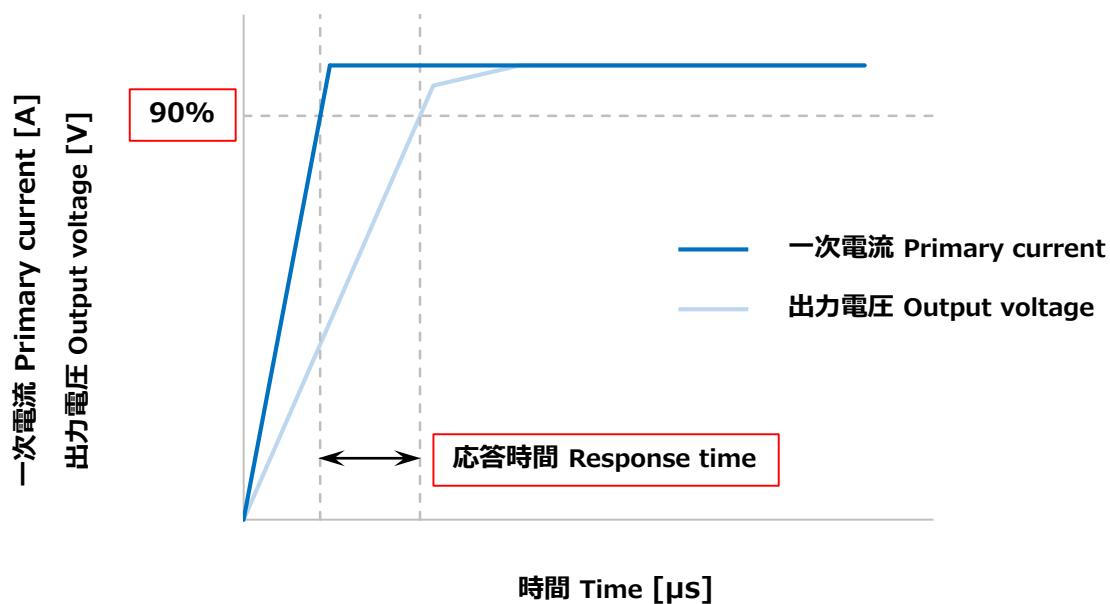 一次電流 Primary current [A]
出力電圧 Output voltage [V]
90%
一次電流 Primary current
出力電圧 Output voltage
応答時間 Response time
時間 Time [µs]